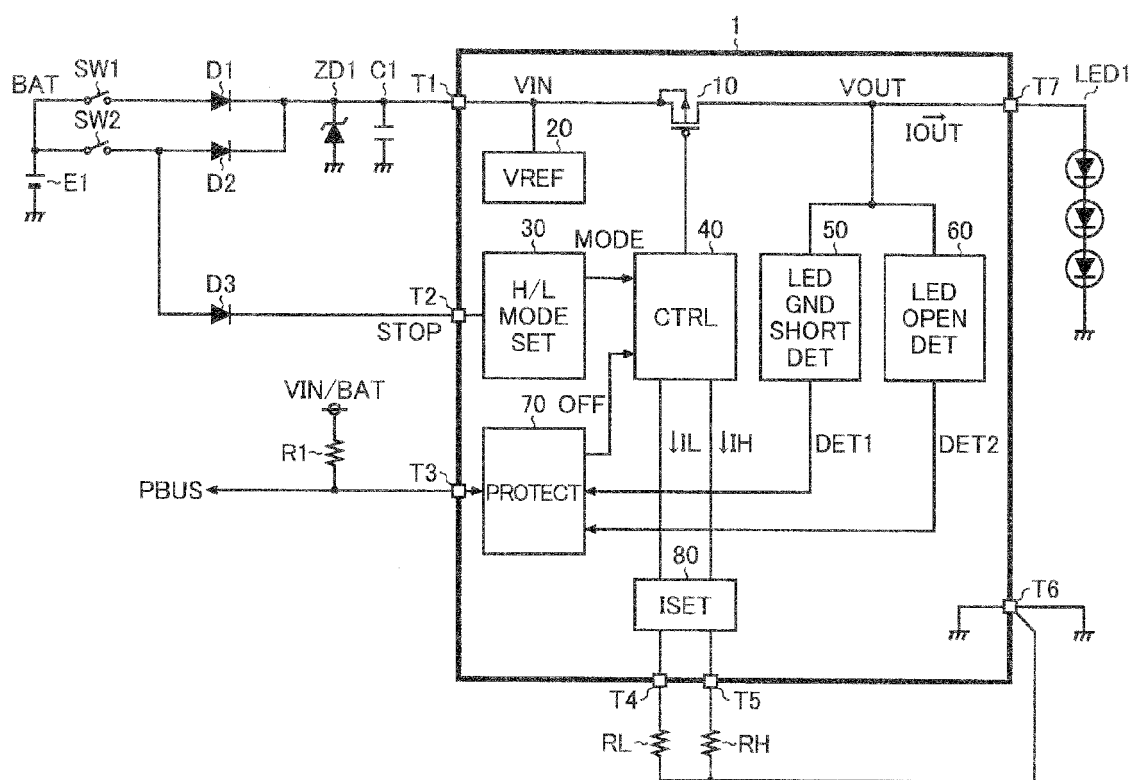 1
BAT
SW1
D1
ZD1
C1
T1
VIN
10
VOUT
T7
LED1
SW2
D2
E1
20
VREF
IOUT
30
MODE
40
50
60
D3
T2
STOP
H/L
MODE
SET
CTRL
LED
GND
SHORT
DET
LED
OPEN
DET
VIN/BAT
R1
70
OFF
T3
PBUS
PROTECT
↓IL
↓IH
DET1
DET2
80
ISET
T6
T4
T5
RL
RH